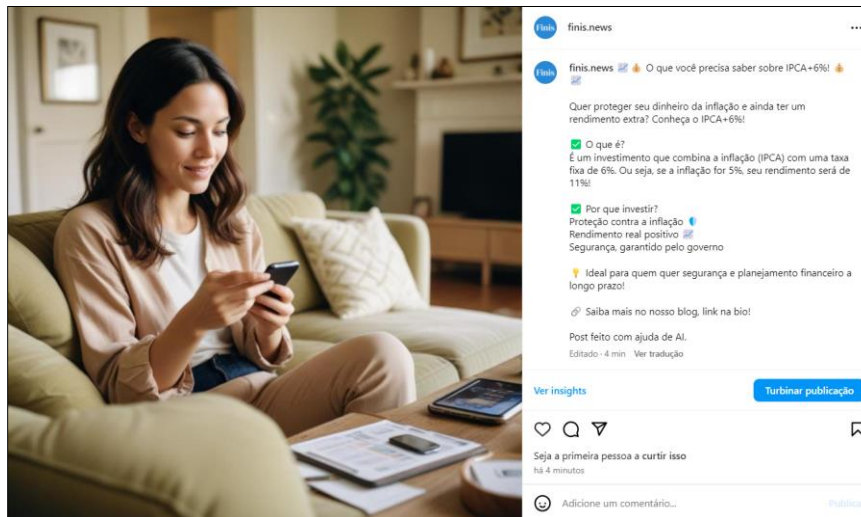 Finis
finis.news
Finis
finis.news 📈 💰 O que você precisa saber sobre IPCA+6%! 💰
📈
Quer proteger seu dinheiro da inflação e ainda ter um
rendimento extra? Conheça o IPCA+6%!
✅ O que é?
É um investimento que combina a inflação (IPCA) com uma taxa
fixa de 6%. Ou seja, se a inflação for 5%, seu rendimento será de
11%!
✅ Por que investir?
Proteção contra a inflação 🛡️
Rendimento real positivo 📈
Segurança, garantido pelo governo
💡 Ideal para quem quer segurança e planejamento financeiro a
longo prazo!
🔗 Saiba mais no nosso blog, link na bio!
Post feito com ajuda de AI.
Editado · 4 min Ver tradução
Ver insights
Turbinar publicação
Seja a primeira pessoa a curtir isso
há 4 minutos
Adicione um comentário...